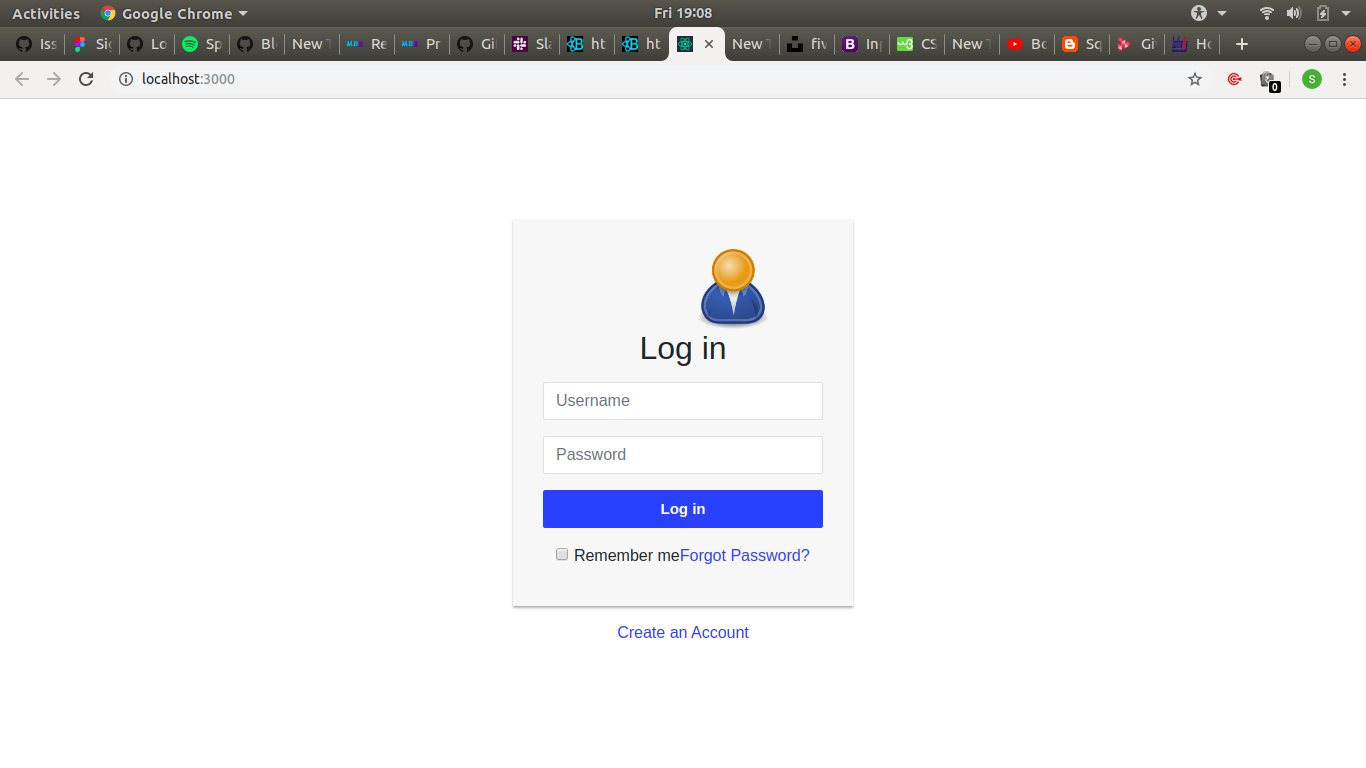 Activities Google Chrome Fri 19:08
Iss Sig Lo Sp Bl New T Re Pr Gi Sla ht ht New T fiv B In CS New T Bo Sq Gi Ho
localhost:3000 0 S
Log in
Username
Password
Log in
Remember meForgot Password?
Create an Account